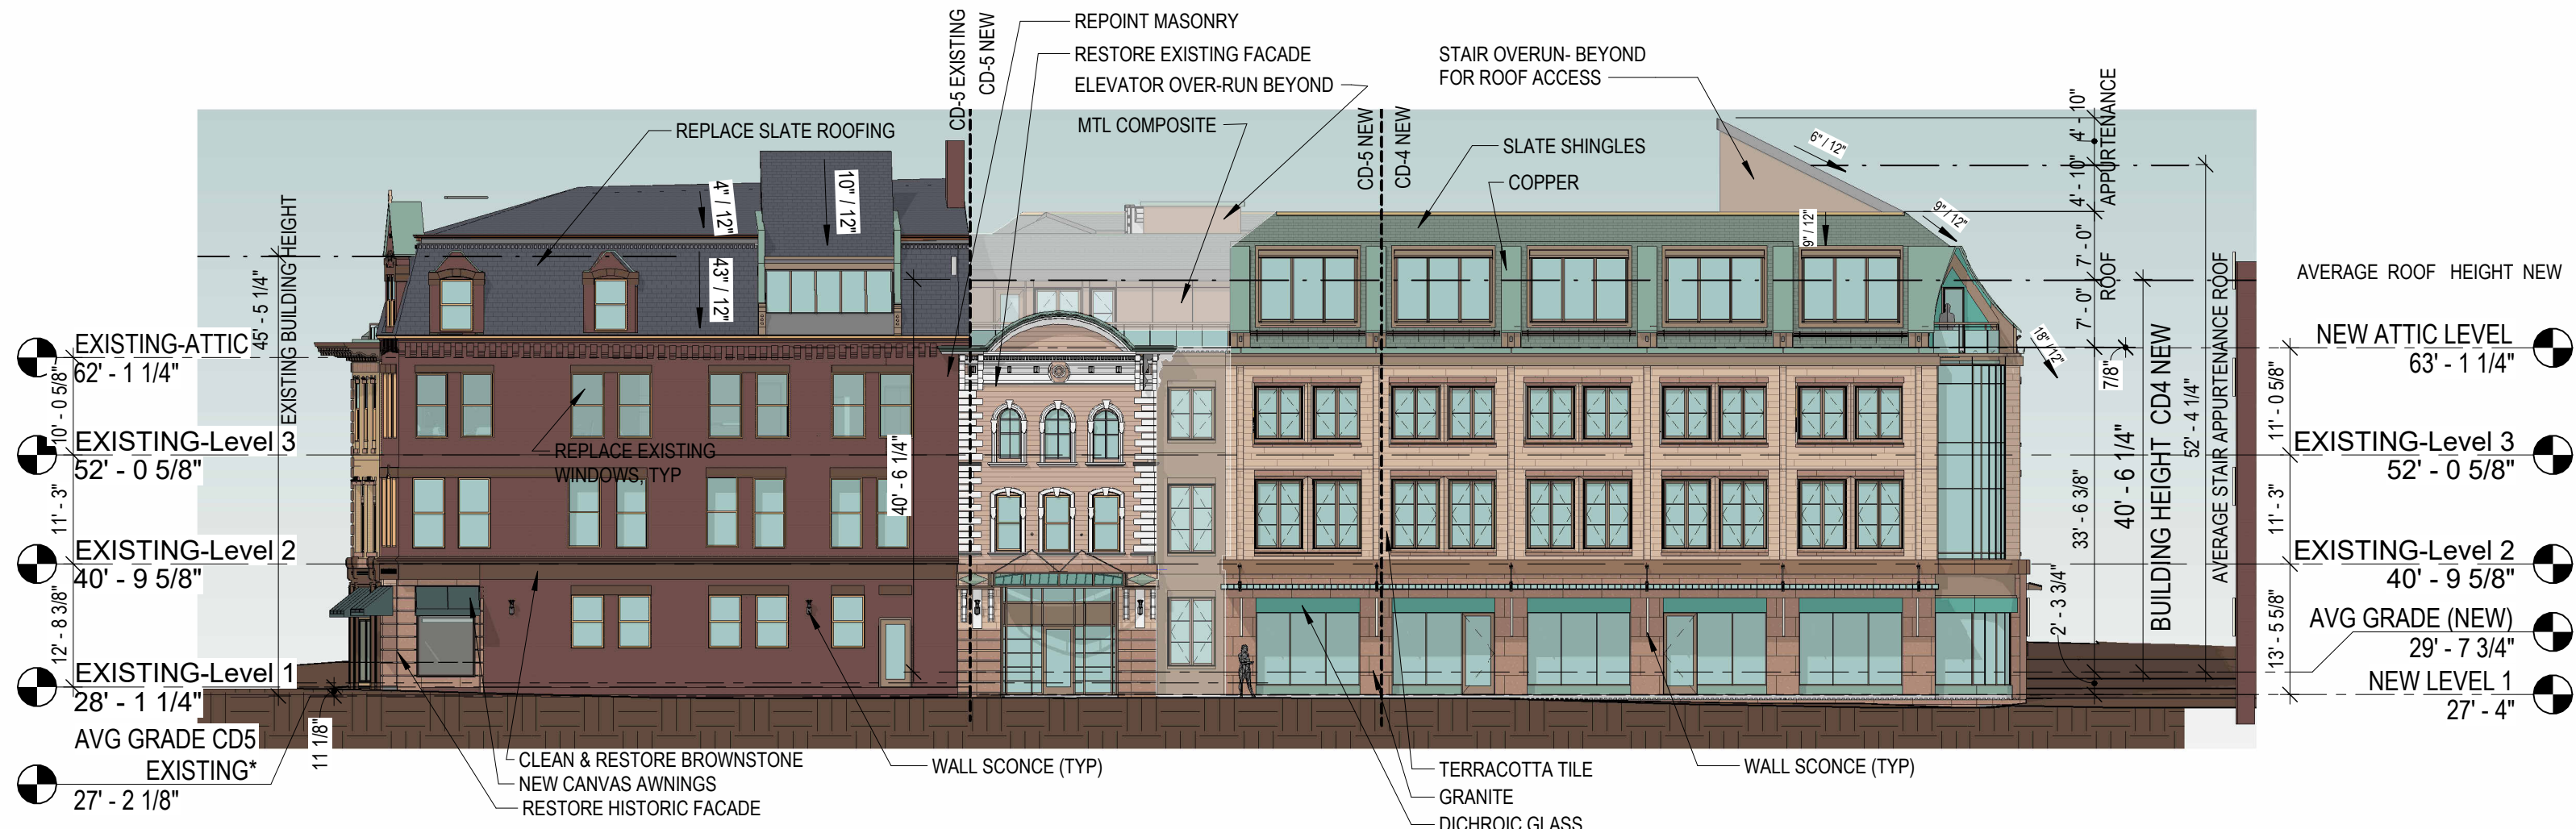 REPOINT MASONRY
RESTORE EXISTING FACADE
ELEVATOR OVER-RUN BEYOND
MTL COMPOSITE
STAIR OVERUN- BEYOND
FOR ROOF ACCESS
SLATE SHINGLES
COPPER
REPLACE SLATE ROOFING
CD-5 EXISTING
CD-5 NEW
CD-5 NEW
CD-4 NEW
4" / 12"
10" / 12"
43" / 12"
6" / 12"
9" / 12"
9" / 12"
18" / 12"
4' - 10"
4' - 10"
APPURTENANCE
7' - 0"
7' - 0"
ROOF
7/8"
33' - 6 3/8"
2' - 3 3/4"
40' - 6 1/4"
BUILDING HEIGHT CD4 NEW
52' - 4 1/4"
AVERAGE STAIR APPURTENANCE ROOF
45' - 5 1/4"
EXISTING BUILDING HEIGHT
EXISTING-ATTIC
62' - 1 1/4"
10' - 0 5/8"
EXISTING-Level 3
52' - 0 5/8"
11' - 3"
EXISTING-Level 2
40' - 9 5/8"
12' - 8 3/8"
EXISTING-Level 1
28' - 1 1/4"
AVG GRADE CD5
EXISTING*
27' - 2 1/8"
11 1/8"
REPLACE EXISTING
WINDOWS, TYP
40' - 6 1/4"
CLEAN & RESTORE BROWNSTONE
NEW CANVAS AWNINGS
RESTORE HISTORIC FACADE
WALL SCONCE (TYP)
TERRACOTTA TILE
GRANITE
DICHROIC GLASS
WALL SCONCE (TYP)
AVERAGE ROOF HEIGHT NEW
NEW ATTIC LEVEL
63' - 1 1/4"
11' - 0 5/8"
EXISTING-Level 3
52' - 0 5/8"
11' - 3"
EXISTING-Level 2
40' - 9 5/8"
AVG GRADE (NEW)
29' - 7 3/4"
13' - 5 5/8"
NEW LEVEL 1
27' - 4"